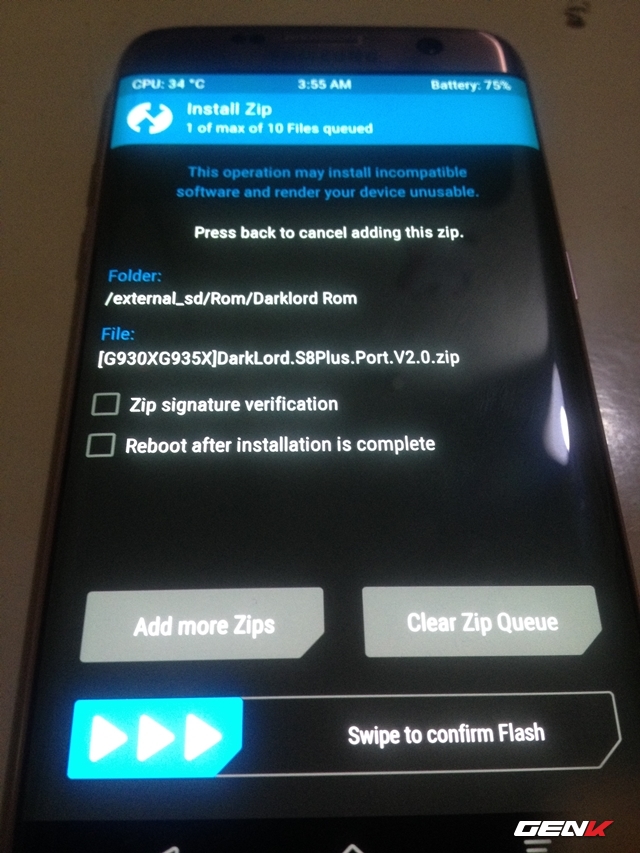 CPU: 34 °C 3:55 AM Battery: 75%
Install Zip
1 of max of 10 Files queued
This operation may install incompatible
software and render your device unusable.
Press back to cancel adding this zip.
Folder:
/external_sd/Rom/Darklord Rom
File:
[G930XG935X]DarkLord.S8Plus.Port.V2.0.zip
Zip signature verification
Reboot after installation is complete
Add more Zips Clear Zip Queue
Swipe to confirm Flash
GENK